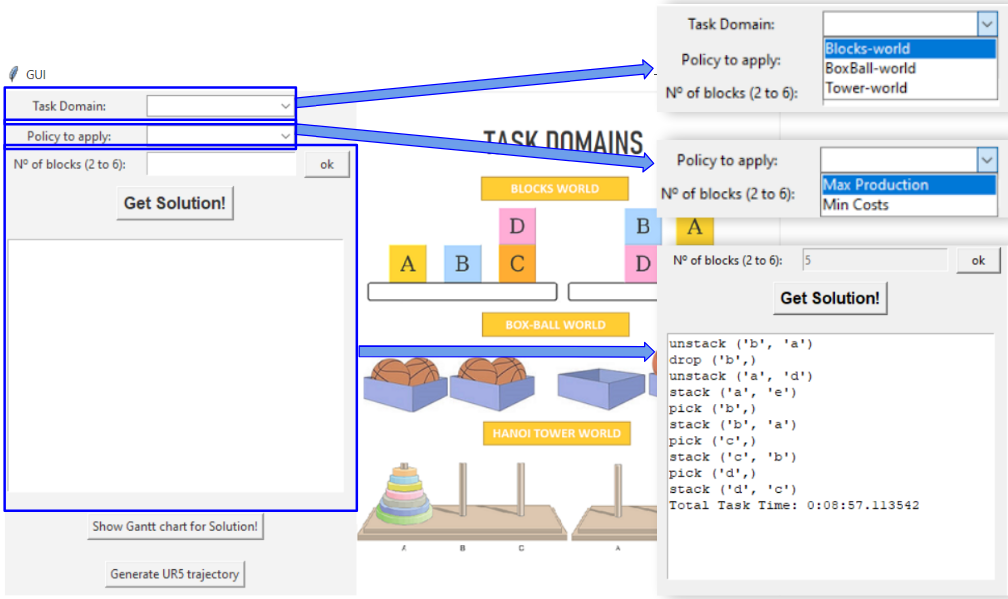 GUI
Task Domain:
Policy to apply:
Nº of blocks (2 to 6):
ok
Get Solution!
Show Gantt chart for Solution!
Generate UR5 trajectory
TASK DOMAINS
BLOCKS WORLD
D B A
A B C D
BOX-BALL WORLD
HANOI TOWER WORLD
A B C A
Task Domain:
Blocks-world
Policy to apply:
BoxBall-world
Nº of blocks (2 to 6):
Tower-world
Policy to apply:
Max Production
Nº of blocks (2 to 6):
Min Costs
Nº of blocks (2 to 6): 5 ok
Get Solution!
unstack ('b', 'a')
drop ('b',)
unstack ('a', 'd')
stack ('a', 'e')
pick ('b',)
stack ('b', 'a')
pick ('c',)
stack ('c', 'b')
pick ('d',)
stack ('d', 'c')
Total Task Time: 0:08:57.113542